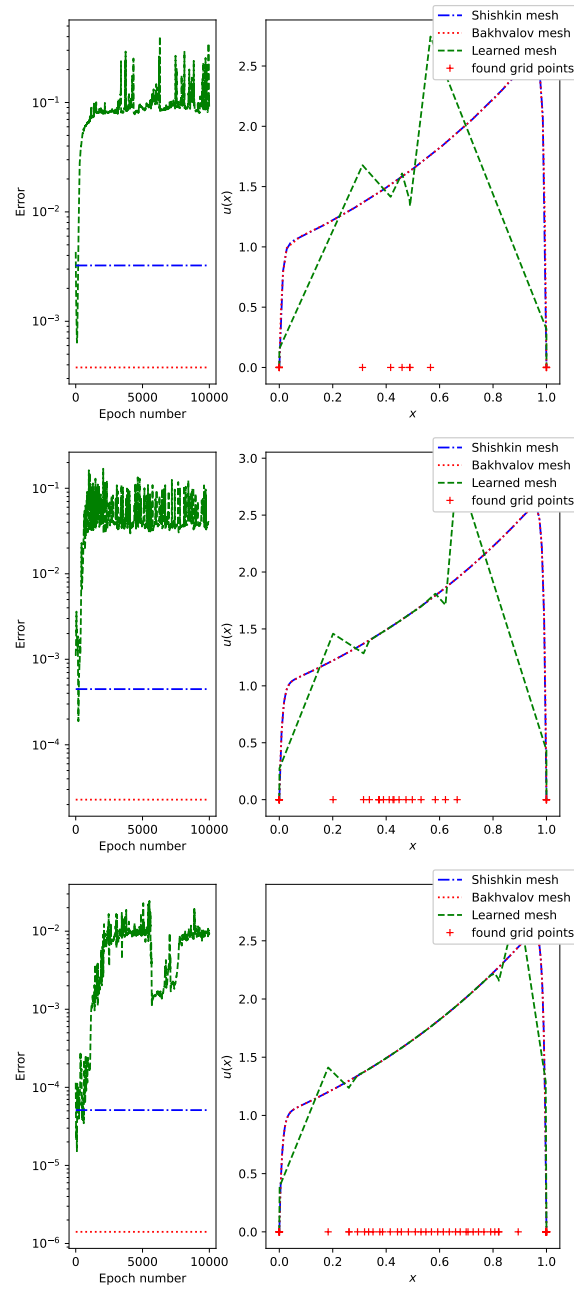 Error
10⁻¹
10⁻²
10⁻³
0
5000
10000
Epoch number
u(x)
2.5
2.0
1.5
1.0
0.5
0.0
0.0 0.2 0.4 0.6 0.8 1.0
x
Shishkin mesh
Bakhvalov mesh
Learned mesh
found grid points
Error
10⁻¹
10⁻²
10⁻³
10⁻⁴
0
5000
10000
Epoch number
u(x)
3.0
2.5
2.0
1.5
1.0
0.5
0.0
0.0 0.2 0.4 0.6 0.8 1.0
x
Shishkin mesh
Bakhvalov mesh
Learned mesh
found grid points
Error
10⁻²
10⁻³
10⁻⁴
10⁻⁵
10⁻⁶
0
5000
10000
Epoch number
u(x)
2.5
2.0
1.5
1.0
0.5
0.0
0.0 0.2 0.4 0.6 0.8 1.0
x
Shishkin mesh
Bakhvalov mesh
Learned mesh
found grid points